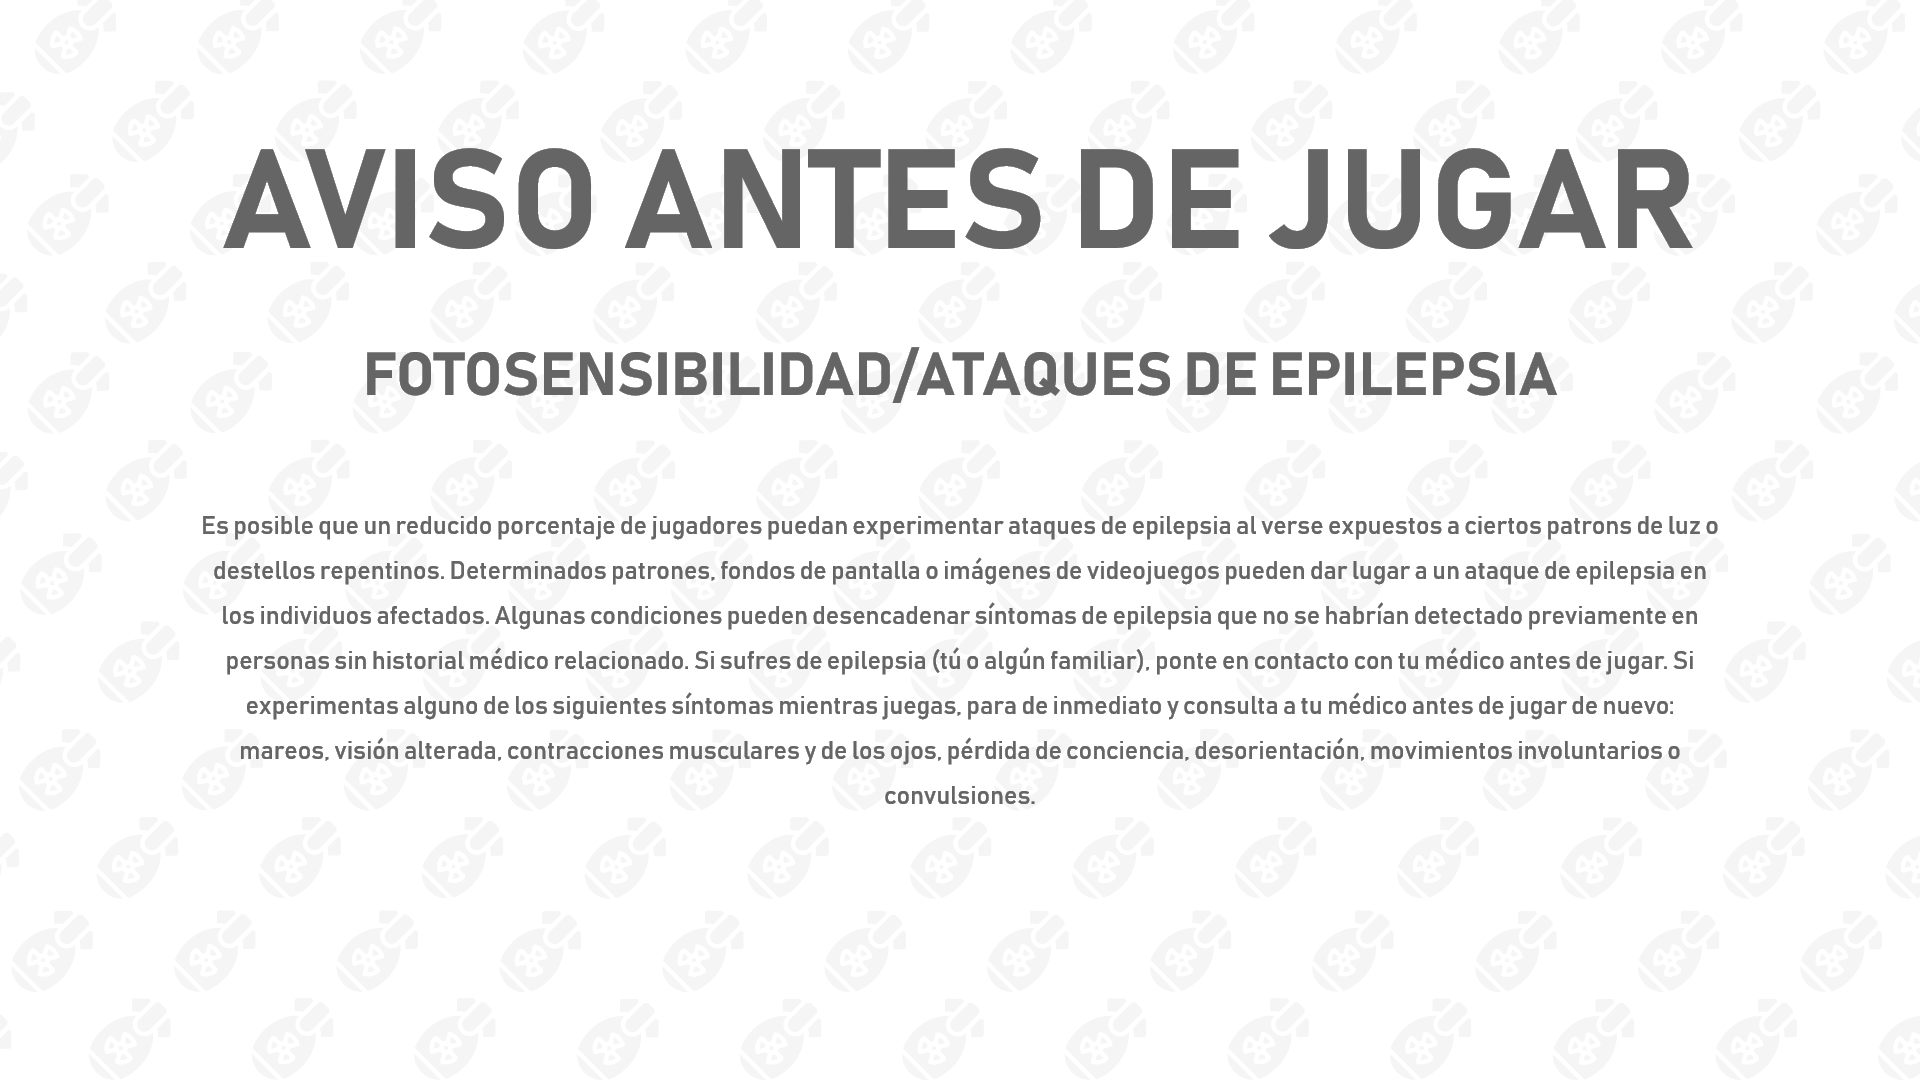 AVISO ANTES DE JUGAR
FOTOSENSIBILIDAD/ATAQUES DE EPILEPSIA
Es posible que un reducido porcentaje de jugadores puedan experimentar ataques de epilepsia al verse expuestos a ciertos patrons de luz o
destellos repentinos. Determinados patrones, fondos de pantalla o imágenes de videojuegos pueden dar lugar a un ataque de epilepsia en
los individuos afectados. Algunas condiciones pueden desencadenar síntomas de epilepsia que no se habrían detectado previamente en
personas sin historial médico relacionado. Si sufres de epilepsia (tú o algún familiar), ponte en contacto con tu médico antes de jugar. Si
experimentas alguno de los siguientes síntomas mientras juegas, para de inmediato y consulta a tu médico antes de jugar de nuevo:
mareos, visión alterada, contracciones musculares y de los ojos, pérdida de conciencia, desorientación, movimientos involuntarios o
convulsiones.